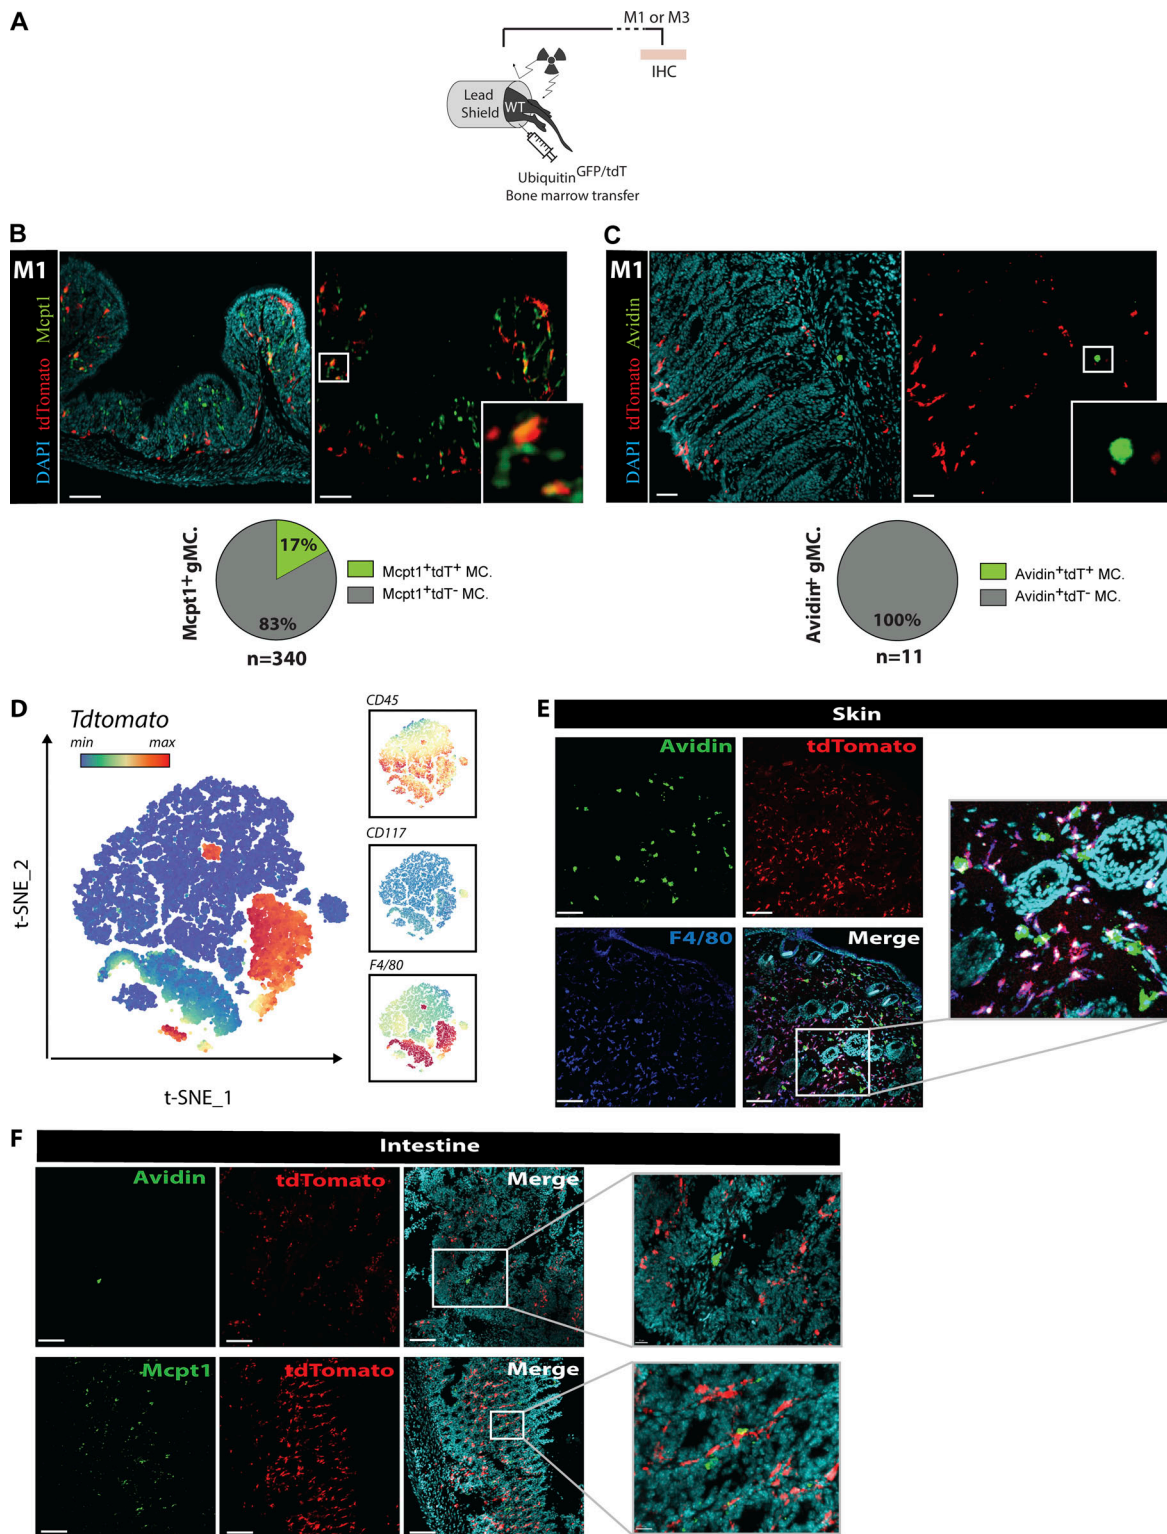 A
M1 or M3
IHC
Lead
Shield
WT
Ubiquitin GFP/tdT
Bone marrow transfer
B
M1
DAPI tdTomato Mcpt1
Mcpt1+ gMC.
17%
83%
n=340
Mcpt1+tdT+ MC.
Mcpt1+tdT- MC.
C
M1
DAPI tdTomato Avidin
Avidin+ gMC.
100%
n=11
Avidin+tdT+ MC.
Avidin+tdT- MC.
D
Tdtomato
min max
t-SNE_2
t-SNE_1
CD45
CD117
F4/80
E
Skin
Avidin
tdTomato
F4/80
Merge
F
Intestine
Avidin
tdTomato
Merge
Mcpt1
tdTomato
Merge